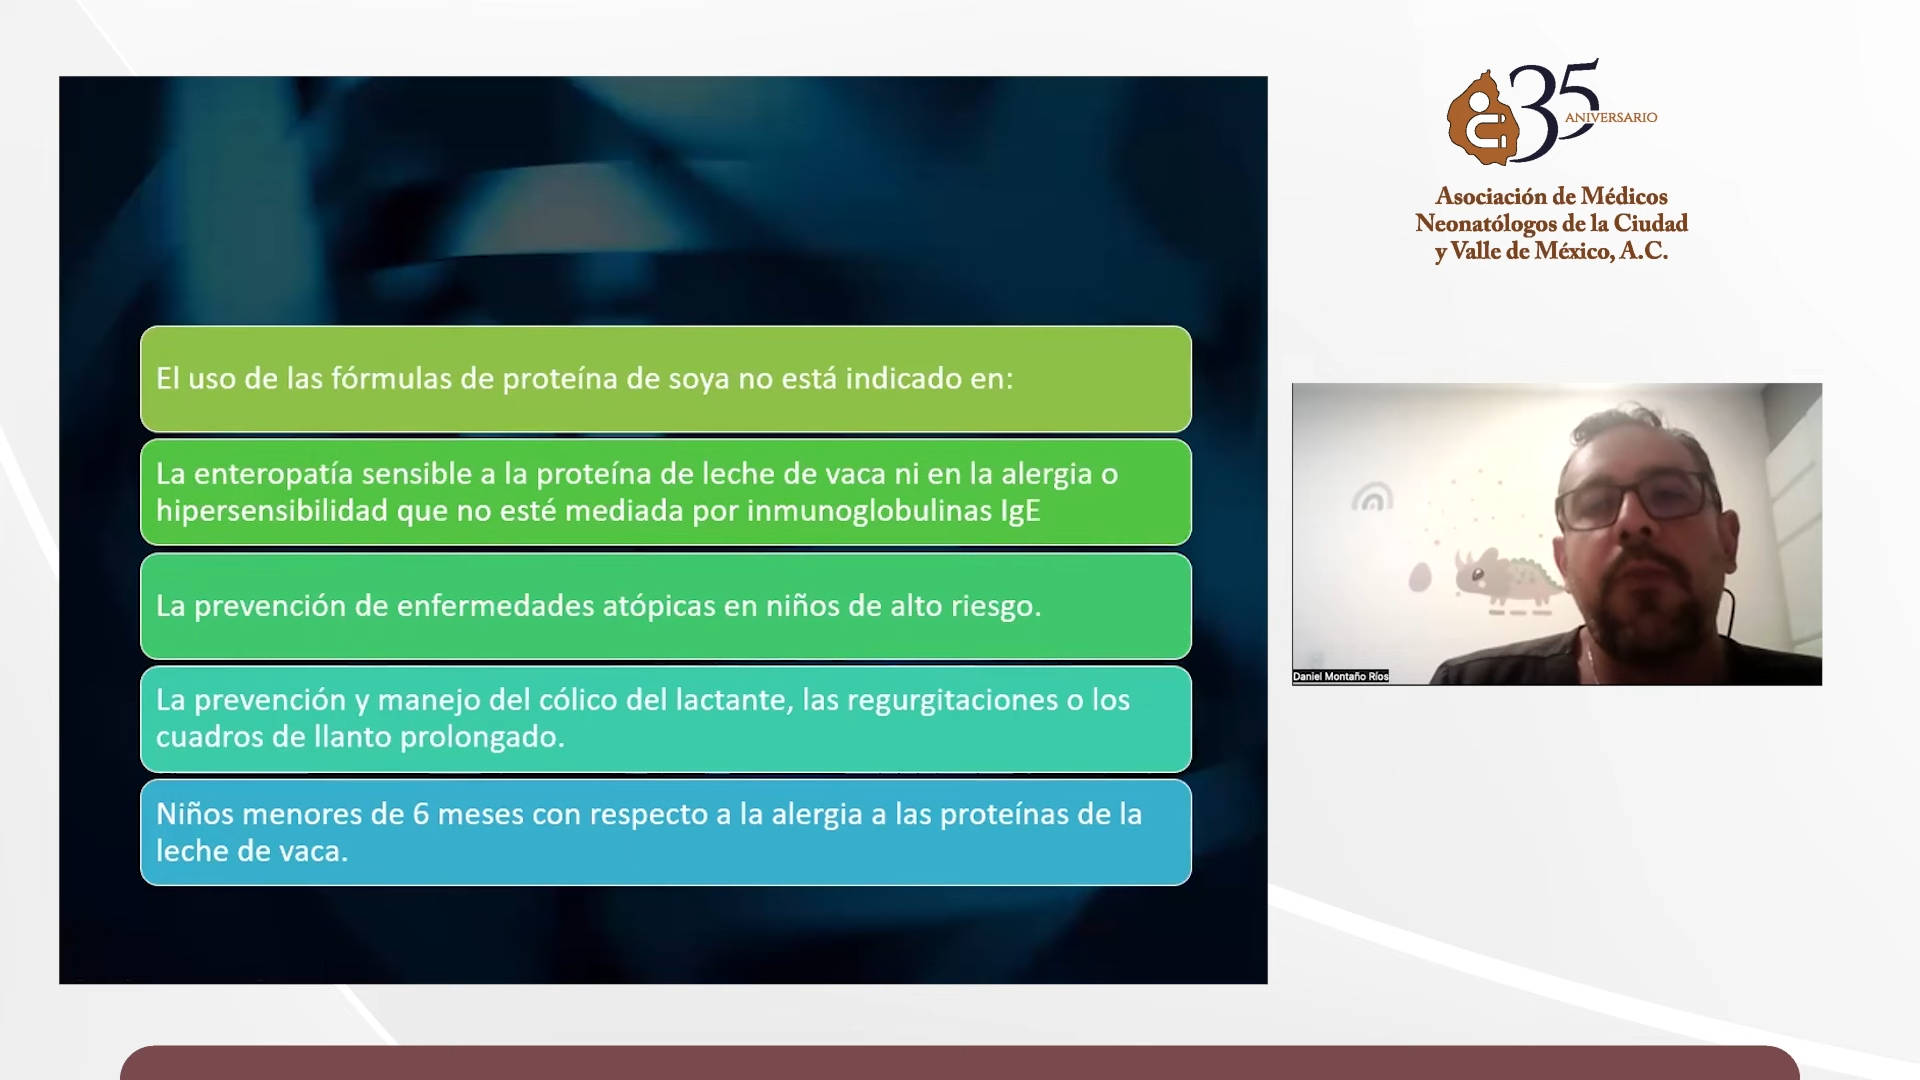 El uso de las fórmulas de proteína de soya no está indicado en:
La enteropatía sensible a la proteína de leche de vaca ni en la alergia o
hipersensibilidad que no esté mediada por inmunoglobulinas IgE
La prevención de enfermedades atópicas en niños de alto riesgo.
La prevención y manejo del cólico del lactante, las regurgitaciones o los
cuadros de llanto prolongado.
Niños menores de 6 meses con respecto a la alergia a las proteínas de la
leche de vaca.
35
ANIVERSARIO
Asociación de Médicos
Neonatólogos de la Ciudad
y Valle de México, A.C.
Daniel Montaño Ríos